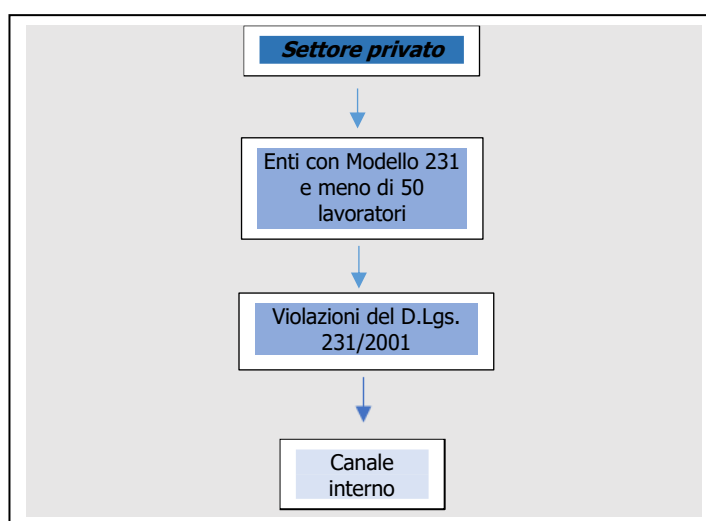 Settore privato
Enti con Modello 231
e meno di 50
lavoratori
Violazioni del D.Lgs.
231/2001
Canale
interno